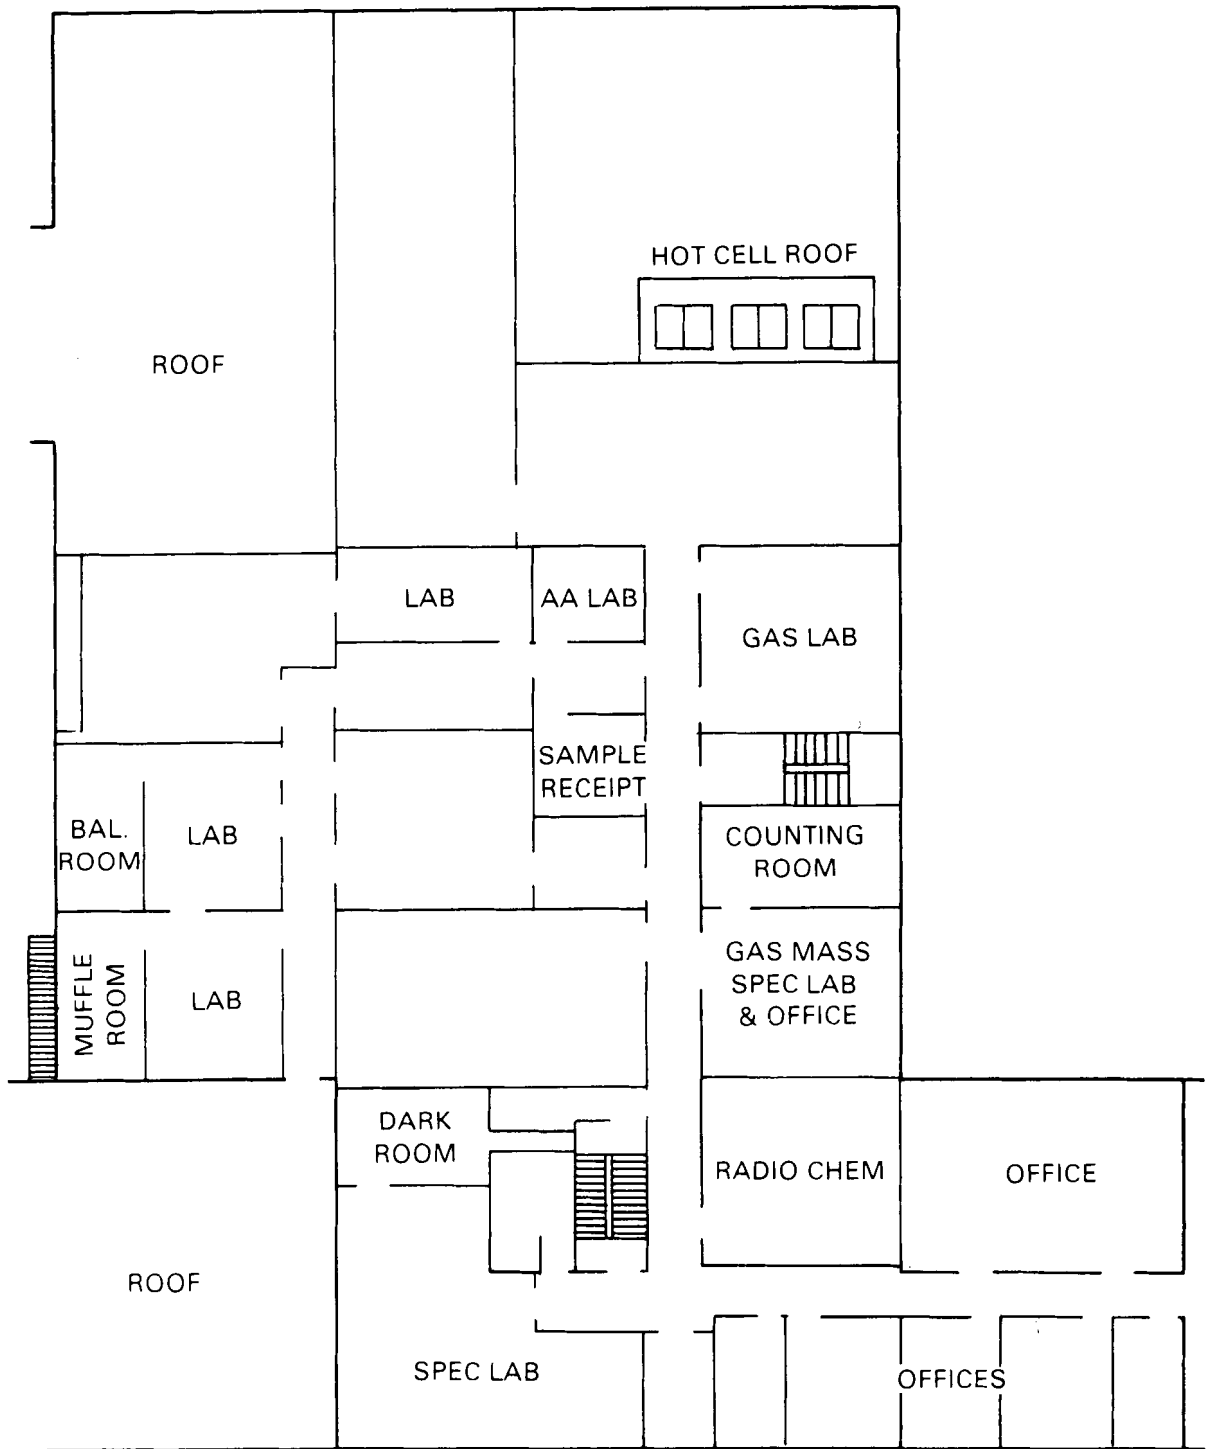 HOT CELL ROOF
ROOF
LAB
AA LAB
GAS LAB
SAMPLE
RECEIPT
BAL.
ROOM
LAB
COUNTING
ROOM
MUFFLE
ROOM
LAB
GAS MASS
SPEC LAB
& OFFICE
DARK
ROOM
RADIO CHEM
OFFICE
ROOF
SPEC LAB
OFFICES